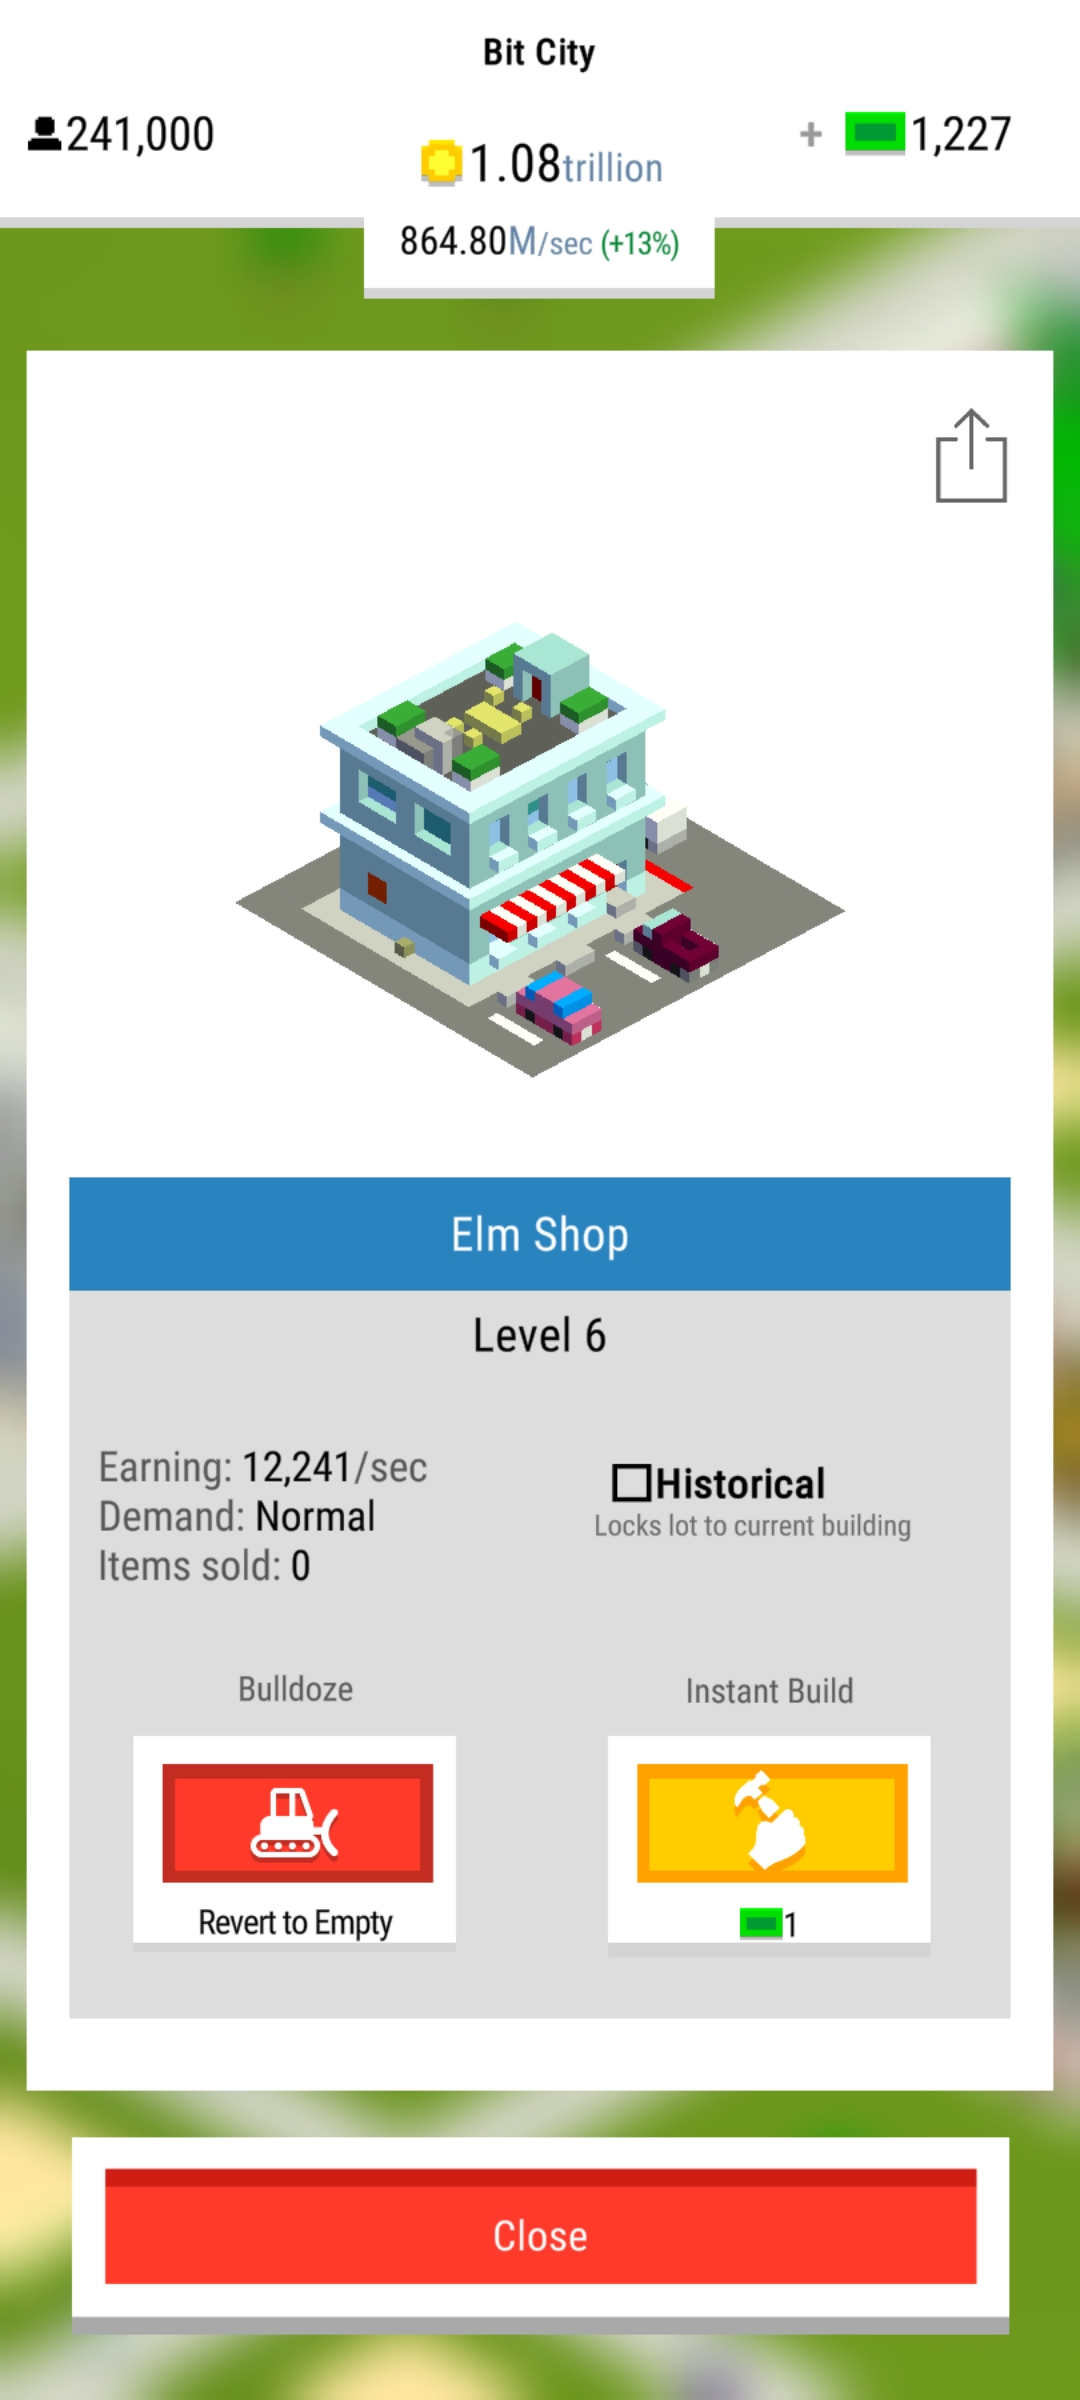 Bit City
241,000
1.08trillion
+ 1,227
864.80M/sec (+13%)
Elm Shop
Level 6
Earning: 12,241/sec
Demand: Normal
Items sold: 0
Historical
Locks lot to current building
Bulldoze
Instant Build
Revert to Empty
1
Close